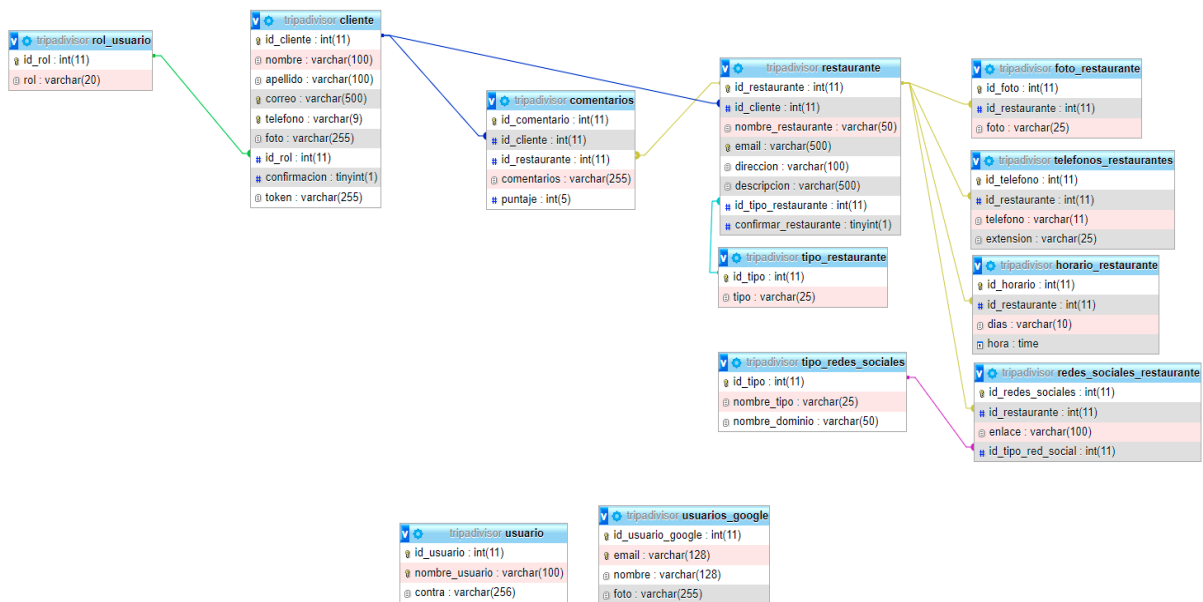 tripadvisor rol_usuario
id_rol : int(11)
rol : varchar(20)
tripadvisor cliente
id_cliente : int(11)
nombre : varchar(100)
apellido : varchar(100)
correo : varchar(500)
telefono : varchar(9)
foto : varchar(255)
id_rol : int(11)
confirmacion : tinyint(1)
token : varchar(255)
tripadvisor comentarios
id_comentario : int(11)
id_cliente : int(11)
id_restaurante : int(11)
comentarios : varchar(255)
puntaje : int(5)
tripadvisor restaurante
id_restaurante : int(11)
id_cliente : int(11)
nombre_restaurante : varchar(50)
email : varchar(500)
direccion : varchar(100)
descripcion : varchar(500)
id_tipo_restaurante : int(11)
confirmar_restaurante : tinyint(1)
tripadvisor tipo_restaurante
id_tipo : int(11)
tipo : varchar(25)
tripadvisor tipo_redes_sociales
id_tipo : int(11)
nombre_tipo : varchar(25)
nombre_dominio : varchar(50)
tripadvisor foto_restaurante
id_foto : int(11)
id_restaurante : int(11)
foto : varchar(25)
tripadvisor telefonos_restaurantes
id_telefono : int(11)
id_restaurante : int(11)
telefono : varchar(11)
extension : varchar(25)
tripadvisor horario_restaurante
id_horario : int(11)
id_restaurante : int(11)
dias : varchar(10)
hora : time
tripadvisor redes_sociales_restaurante
id_redes_sociales : int(11)
id_restaurante : int(11)
enlace : varchar(100)
id_tipo_red_social : int(11)
tripadvisor usuario
id_usuario : int(11)
nombre_usuario : varchar(100)
contra : varchar(256)
tripadvisor usuarios_google
id_usuario_google : int(11)
email : varchar(128)
nombre : varchar(128)
foto : varchar(255)